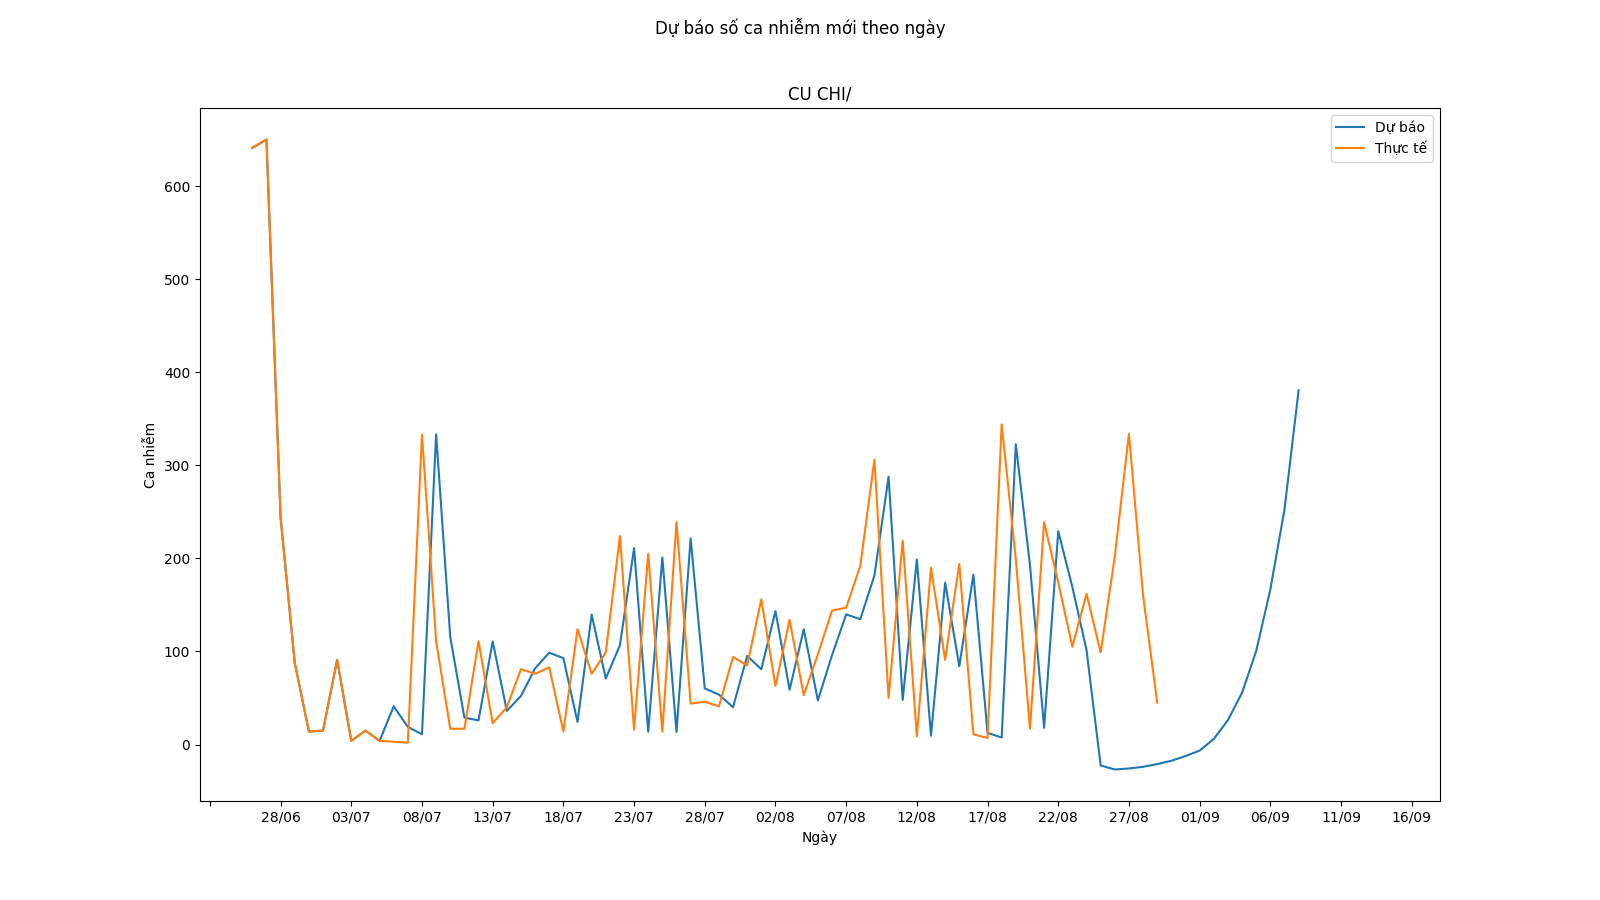 Dự báo số ca nhiễm mới theo ngày
CU CHI/
Dự báo
Thực tế
600
500
400
300
200
100
0
Ca nhiễm
28/06 03/07 08/07 13/07 18/07 23/07 28/07 02/08 07/08 12/08 17/08 22/08 27/08 01/09 06/09 11/09 16/09
Ngày